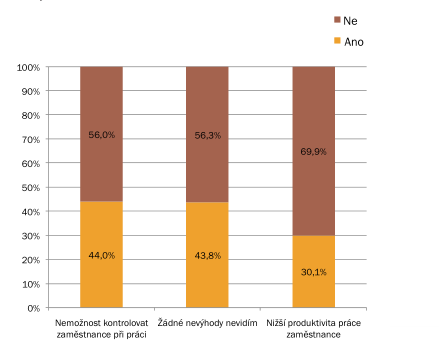 Ne
Ano
100%
90%
80%
70%
60%
50%
40%
30%
20%
10%
0%
56,0%
56,3%
69,9%
44,0%
43,8%
30,1%
Nemožnost kontrolovat
zaměstnance při práci
Žádné nevýhody nevidím
Nižší produktivita práce
zaměstnance